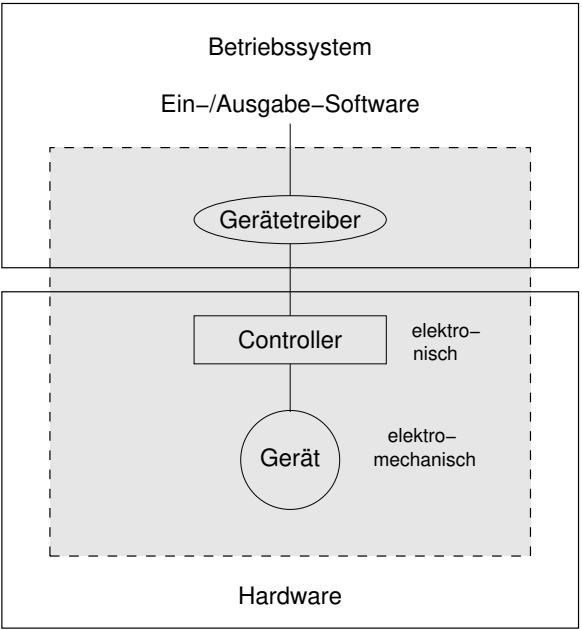 Betriebssystem
Ein−/Ausgabe−Software
Gerätetreiber
Controller
elektro−
nisch
Gerät
elektro−
mechanisch
Hardware